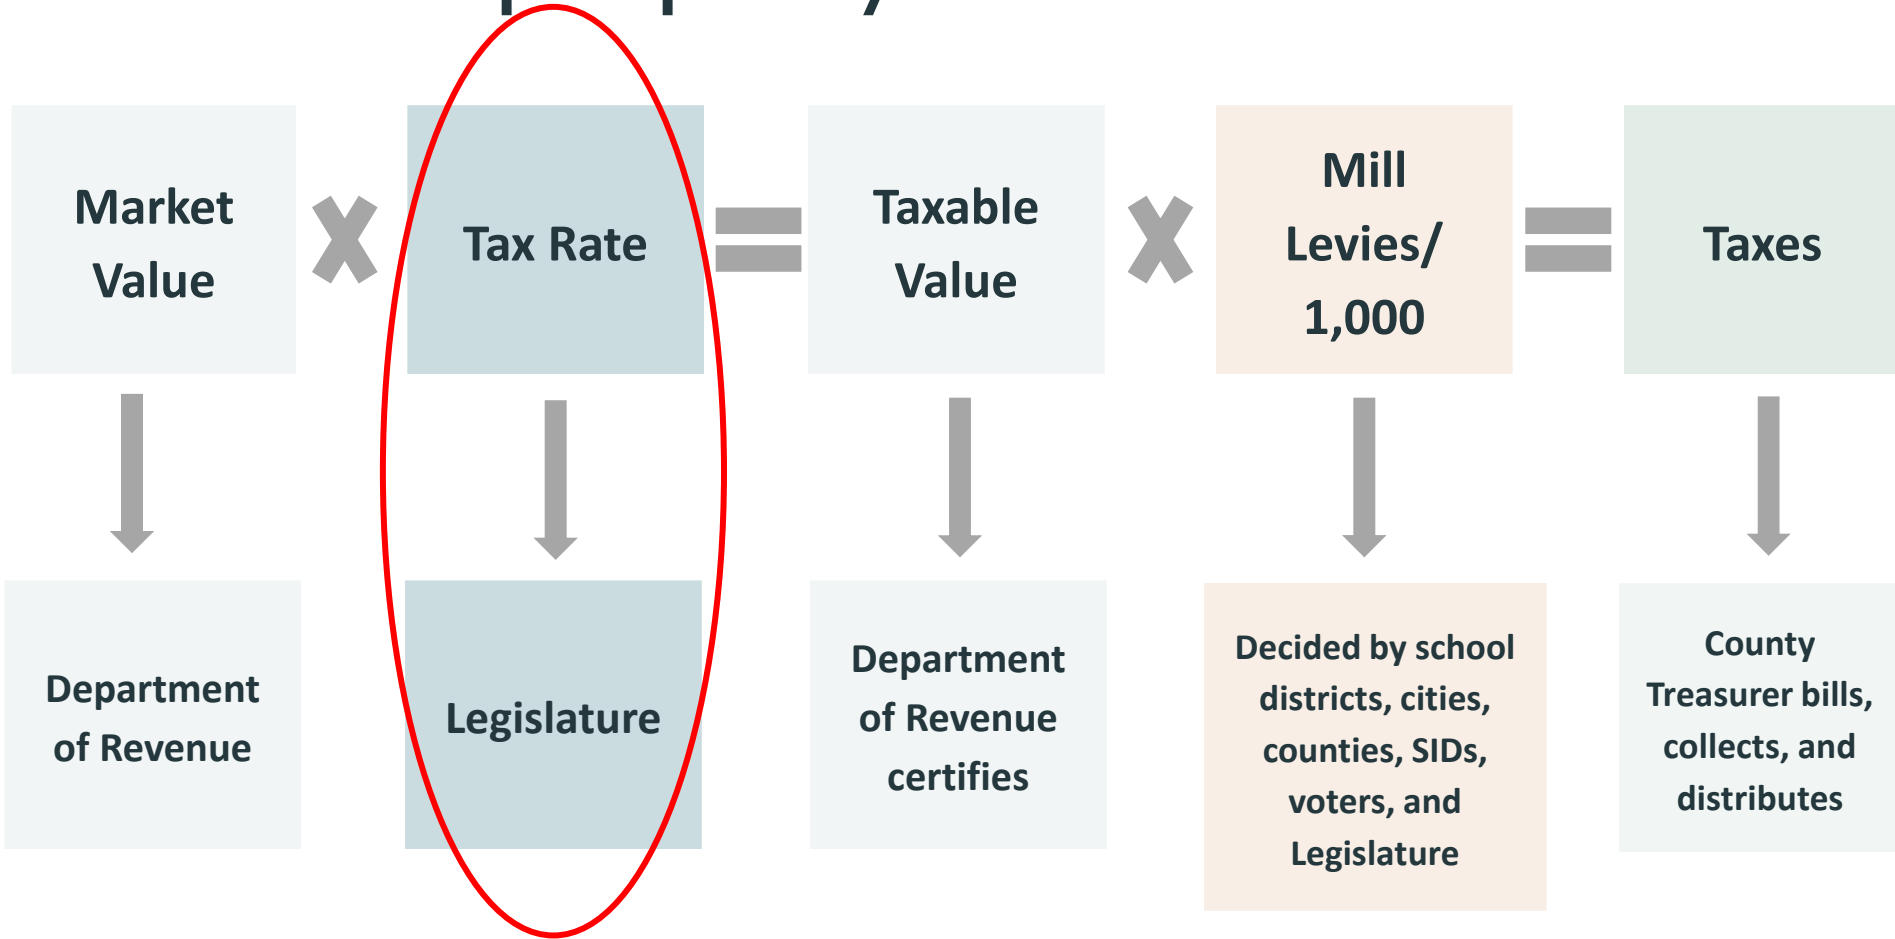 Market
Value
Tax Rate
Taxable
Value
Mill
Levies/
1,000
Taxes
Department
of Revenue
Legislature
Department
of Revenue
certifies
Decided by school
districts, cities,
counties, SIDs,
voters, and
Legislature
County
Treasurer bills,
collects, and
distributes